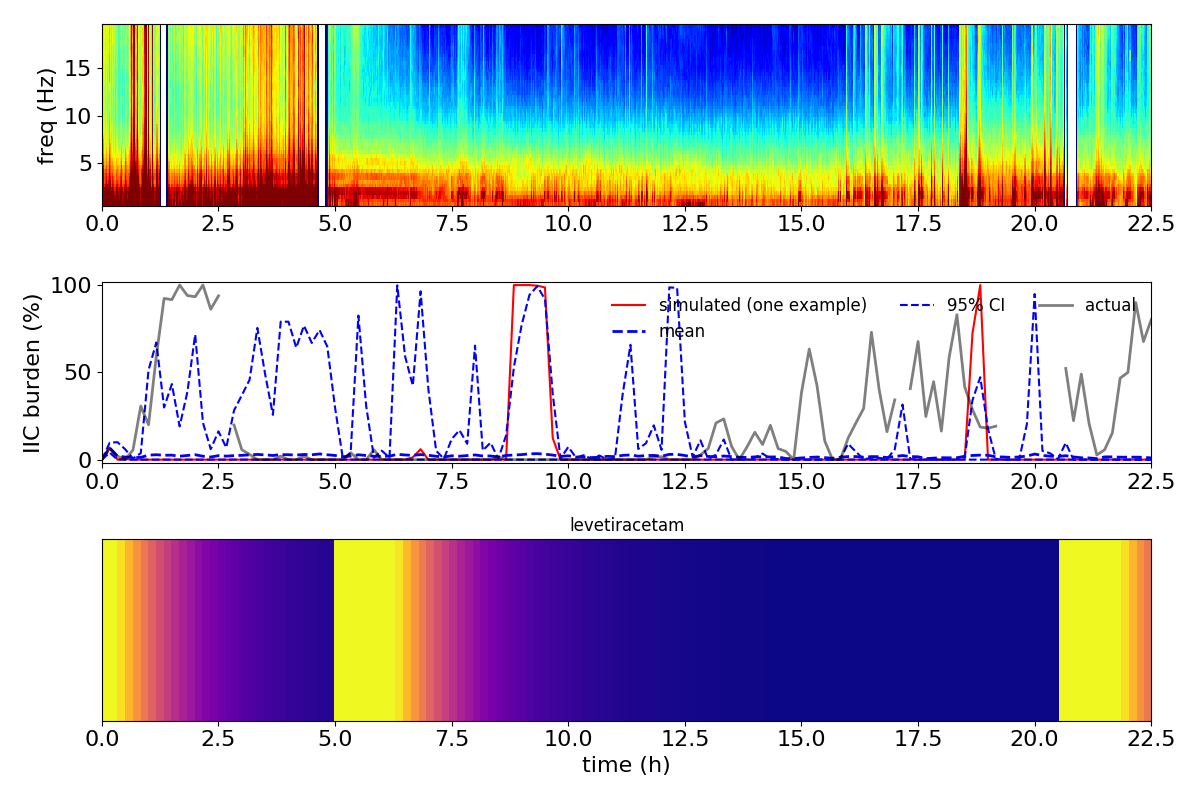 freq (Hz)
15
10
5
0.0 2.5 5.0 7.5 10.0 12.5 15.0 17.5 20.0 22.5
IIC burden (%)
100
50
0
simulated (one example) 95% CI actual
mean
0.0 2.5 5.0 7.5 10.0 12.5 15.0 17.5 20.0 22.5
levetiracetam
0.0 2.5 5.0 7.5 10.0 12.5 15.0 17.5 20.0 22.5
time (h)